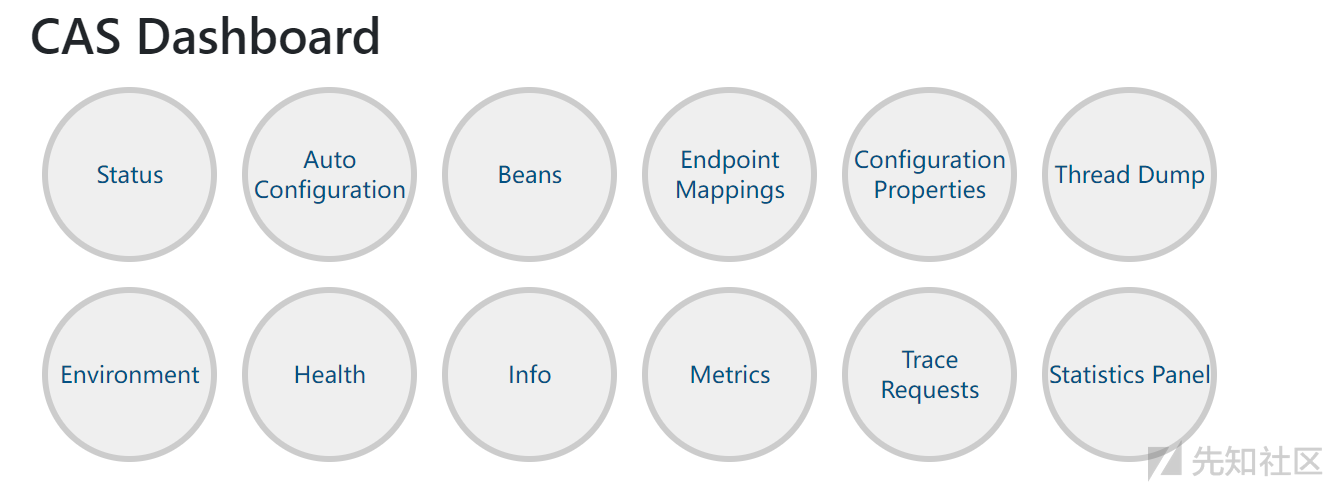 CAS Dashboard
Status
Auto
Configuration
Beans
Endpoint
Mappings
Configuration
Properties
Thread Dump
Environment
Health
Info
Metrics
Trace
Requests
Statistics Panel
先知社区